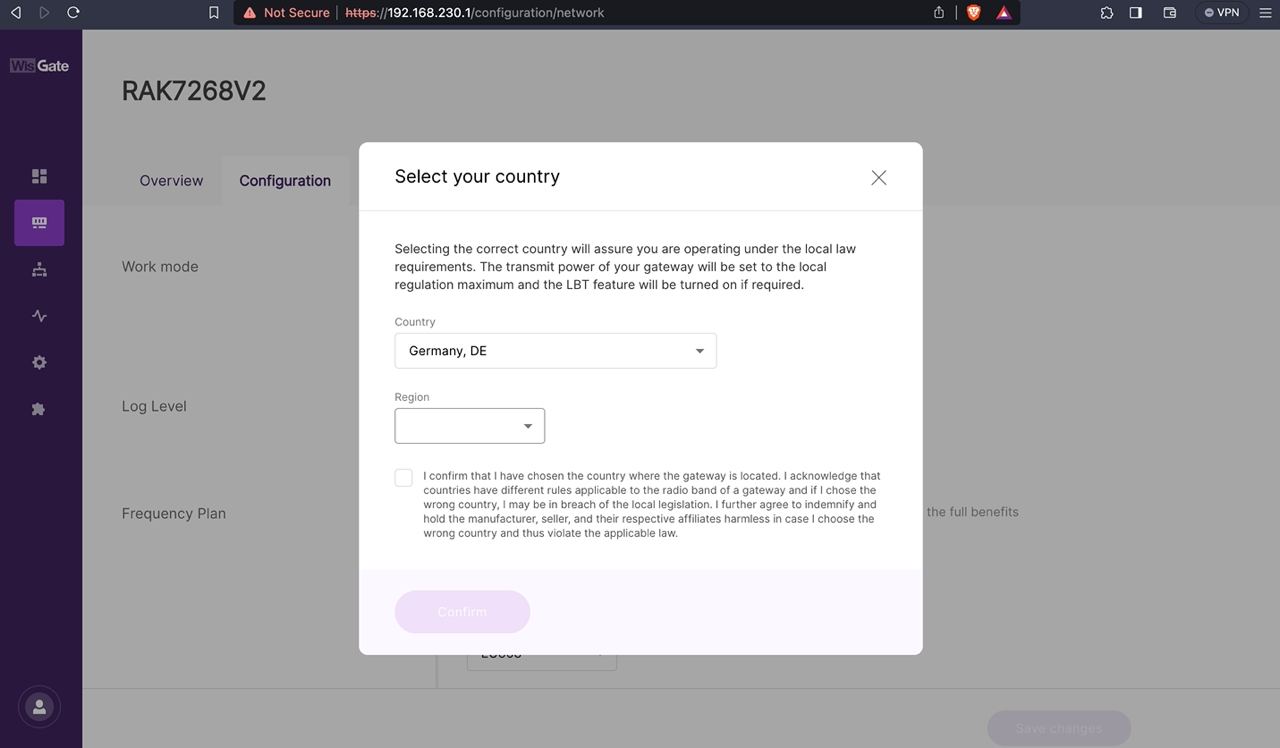 Not Secure https://192.168.230.1/configuration/network VPN
WisGate
RAK7268V2
Overview Configuration
Work mode
Log Level
Frequency Plan
Select your country
Selecting the correct country will assure you are operating under the local law
requirements. The transmit power of your gateway will be set to the local
regulation maximum and the LBT feature will be turned on if required.
Country
Germany, DE
Region
I confirm that I have chosen the country where the gateway is located. I acknowledge that
countries have different rules applicable to the radio band of a gateway and if I chose the
wrong country, I may be in breach of the local legislation. I further agree to indemnify and
hold the manufacturer, seller, and their respective affiliates harmless in case I choose the
wrong country and thus violate the applicable law.
the full benefits
Confirm
Save changes